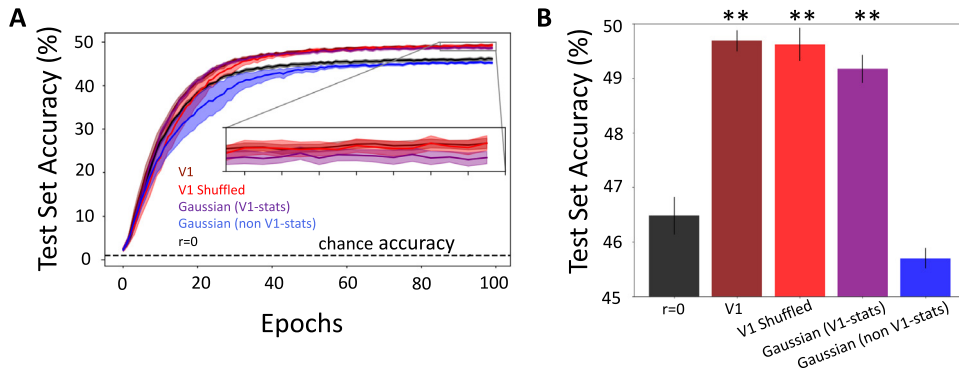 A
Test Set Accuracy (%)
50
40
30
20
10
0
V1
V1 Shuffled
Gaussian (V1-stats)
Gaussian (non V1-stats)
r=0
chance accuracy
0 20 40 60 80 100
Epochs
B
Test Set Accuracy (%)
** ** **
50
49
48
47
46
45
r=0
V1
V1 Shuffled
Gaussian (V1-stats)
Gaussian (non V1-stats)